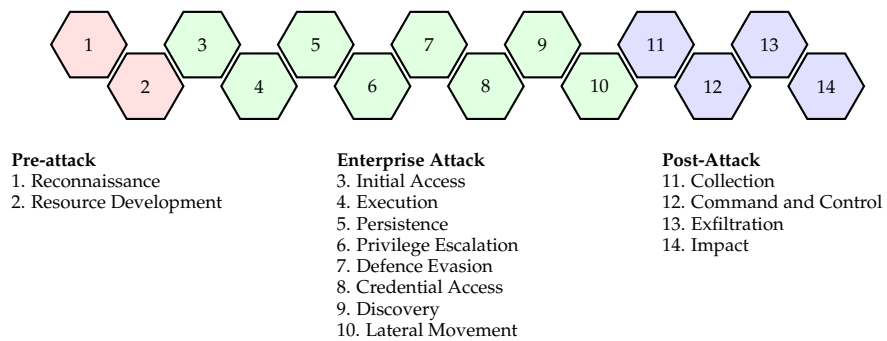 1
3
5
7
9
11
13
2
4
6
8
10
12
14
Pre-attack
1. Reconnaissance
2. Resource Development
Enterprise Attack
3. Initial Access
4. Execution
5. Persistence
6. Privilege Escalation
7. Defence Evasion
8. Credential Access
9. Discovery
10. Lateral Movement
Post-Attack
11. Collection
12. Command and Control
13. Exfiltration
14. Impact